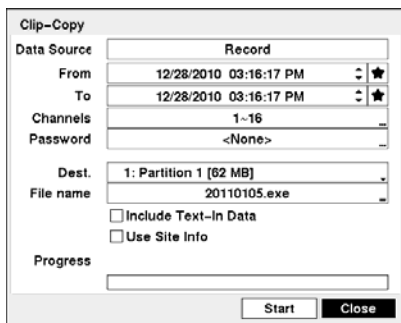 Clip-Copy
Data Source Record
From 12/28/2010 03:16:17 PM
To 12/28/2010 03:16:17 PM
Channels 1~16 ...
Password <None> ...
Dest. 1: Partition 1 [62 MB]
File name 20110105.exe
Include Text-In Data
Use Site Info
Progress
Start Close